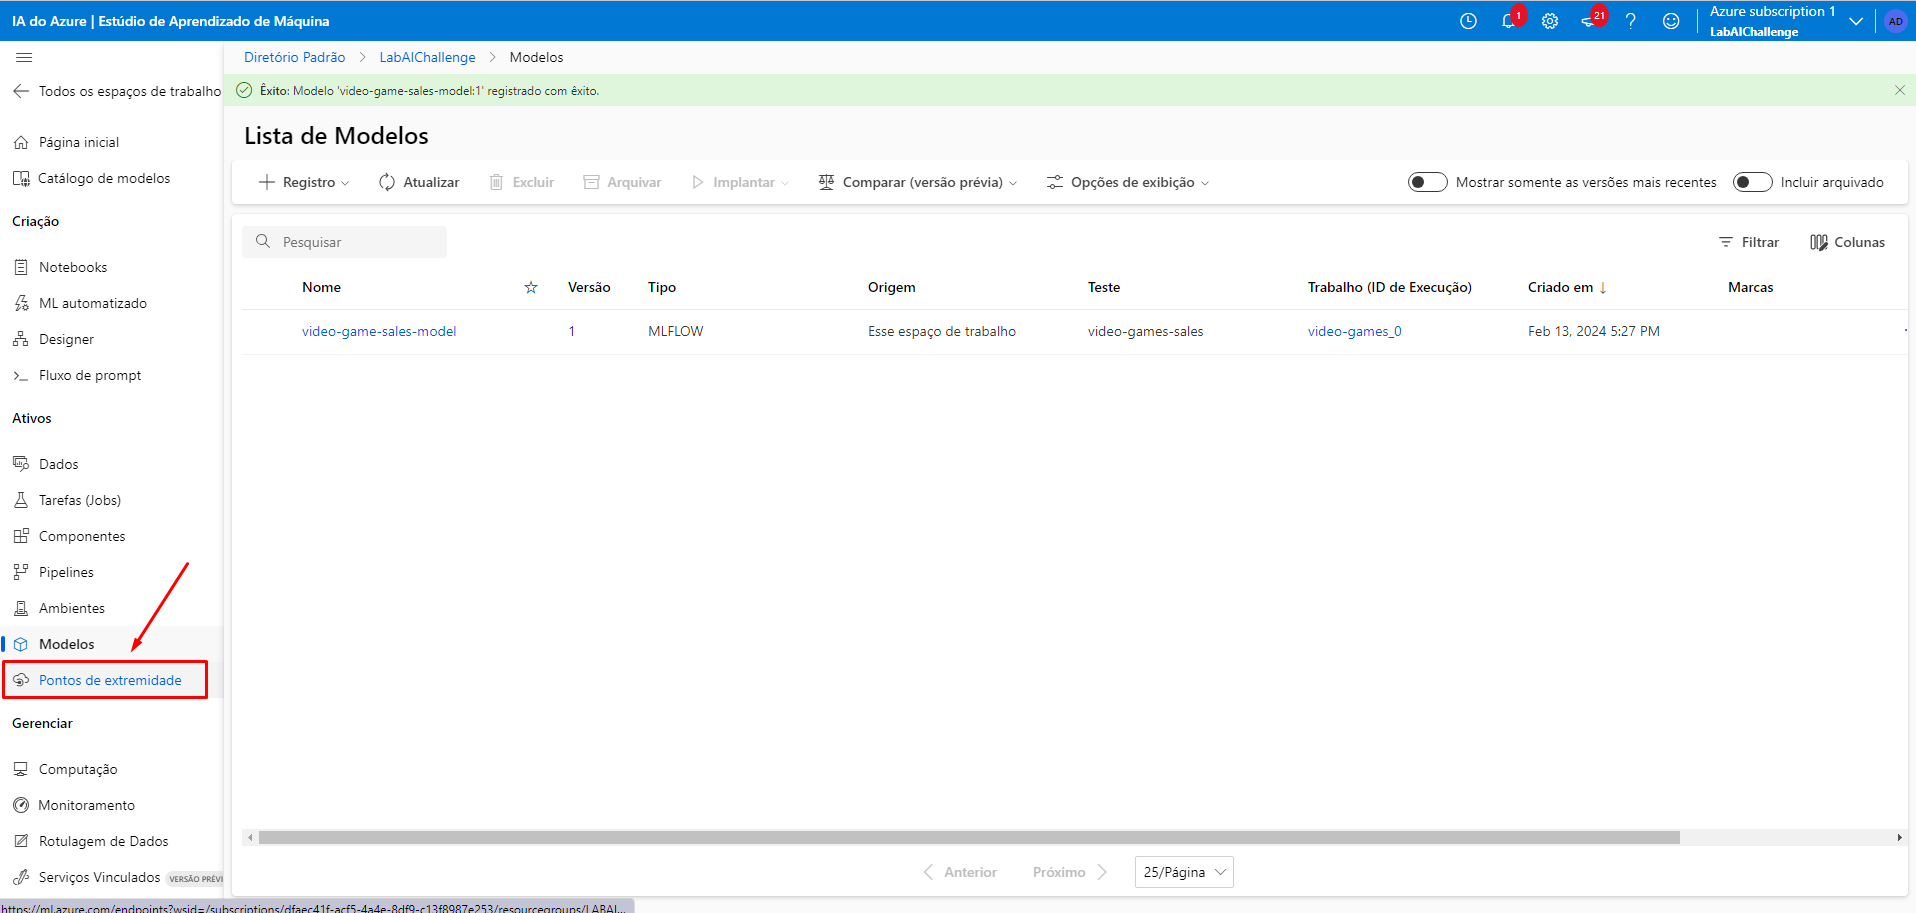 IA do Azure | Estúdio de Aprendizado de Máquina
1
21
Azure subscription 1
LabAIChallenge
AD
Todos os espaços de trabalho
Página inicial
Catálogo de modelos
Criação
Notebooks
ML automatizado
Designer
Fluxo de prompt
Ativos
Dados
Tarefas (Jobs)
Componentes
Pipelines
Ambientes
Modelos
Pontos de extremidade
Gerenciar
Computação
Monitoramento
Rotulagem de Dados
Serviços Vinculados VERSÃO PRÉVI
Diretório Padrão > LabAIChallenge > Modelos
Êxito: Modelo 'video-game-sales-model:1' registrado com êxito.
Lista de Modelos
Registro Atualizar Excluir Arquivar Implantar Comparar (versão prévia) Opções de exibição Mostrar somente as versões mais recentes Incluir arquivado
Pesquisar Filtrar Colunas
Nome Versão Tipo Origem Teste Trabalho (ID de Execução) Criado em ↓ Marcas
video-game-sales-model 1 MLFLOW Esse espaço de trabalho video-games-sales video-games_0 Feb 13, 2024 5:27 PM
Anterior Próximo 25/Página
https://ml.azure.com/endpoints?wsid=/subscriptions/dfaec41f-acf5-4a4e-8df9-c13f8987e253/resourcegroups/LABAI...